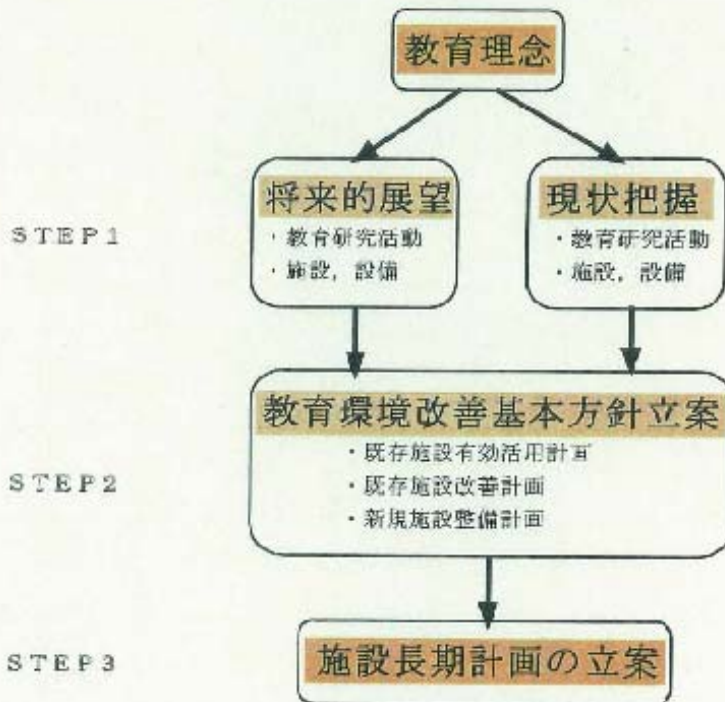 教育理念
STEP1
将来的展望
・教育研究活動
・施設，設備
現状把握
・教育研究活動
・施設，設備
STEP2
教育環境改善基本方針立案
・既存施設有効活用計画
・既存施設改善計画
・新規施設整備計画
STEP3
施設長期計画の立案